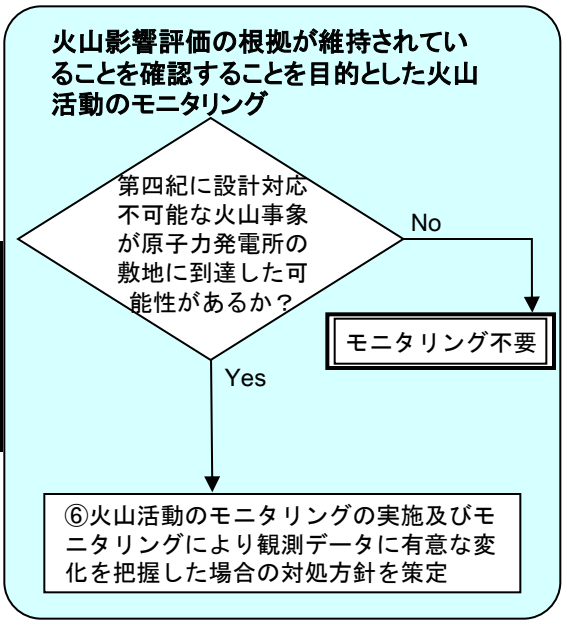 火山影響評価の根拠が維持されてい
ることを確認することを目的とした火山
活動のモニタリング
第四紀に設計対応
不可能な火山事象
が原子力発電所の
敷地に到達した可
能性があるか？
No
モニタリング不要
Yes
⑥火山活動のモニタリングの実施及びモ
ニタリングにより観測データに有意な変
化を把握した場合の対処方針を策定